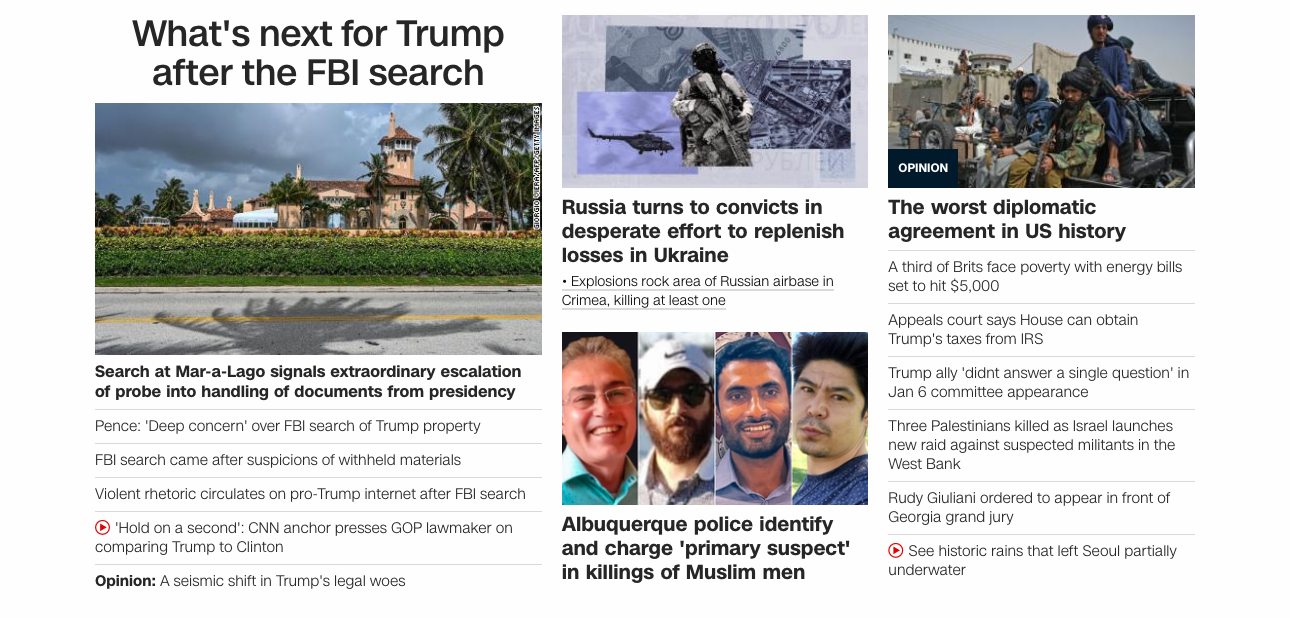 What's next for Trump
after the FBI search
GIORGIO VIERA/AFP/GETTY IMAGES
Search at Mar-a-Lago signals extraordinary escalation
of probe into handling of documents from presidency
Pence: 'Deep concern' over FBI search of Trump property
FBI search came after suspicions of withheld materials
Violent rhetoric circulates on pro-Trump internet after FBI search
'Hold on a second': CNN anchor presses GOP lawmaker on
comparing Trump to Clinton
Opinion: A seismic shift in Trump's legal woes
РУБЛЕЙ
Russia turns to convicts in
desperate effort to replenish
losses in Ukraine
• Explosions rock area of Russian airbase in
Crimea, killing at least one
Albuquerque police identify
and charge 'primary suspect'
in killings of Muslim men
OPINION
The worst diplomatic
agreement in US history
A third of Brits face poverty with energy bills
set to hit $5,000
Appeals court says House can obtain
Trump's taxes from IRS
Trump ally 'didnt answer a single question' in
Jan 6 committee appearance
Three Palestinians killed as Israel launches
new raid against suspected militants in the
West Bank
Rudy Giuliani ordered to appear in front of
Georgia grand jury
See historic rains that left Seoul partially
underwater